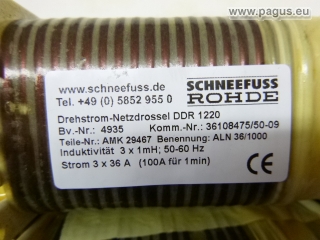 www.pagus.eu
www.schneefuss.de
Tel. +49 (0) 5852 955 0
SCHNEEFUSS
ROHDE
Drehstrom-Netzdrossel DDR 1220
Bv.-Nr.: 4935 Komm.-Nr.: 36108475/50-09
Teile-Nr.: AMK 29467 Benennung: ALN 36/1000
Induktivität 3 x 1mH; 50-60 Hz
Strom 3 x 36 A (100A für 1min)
CE